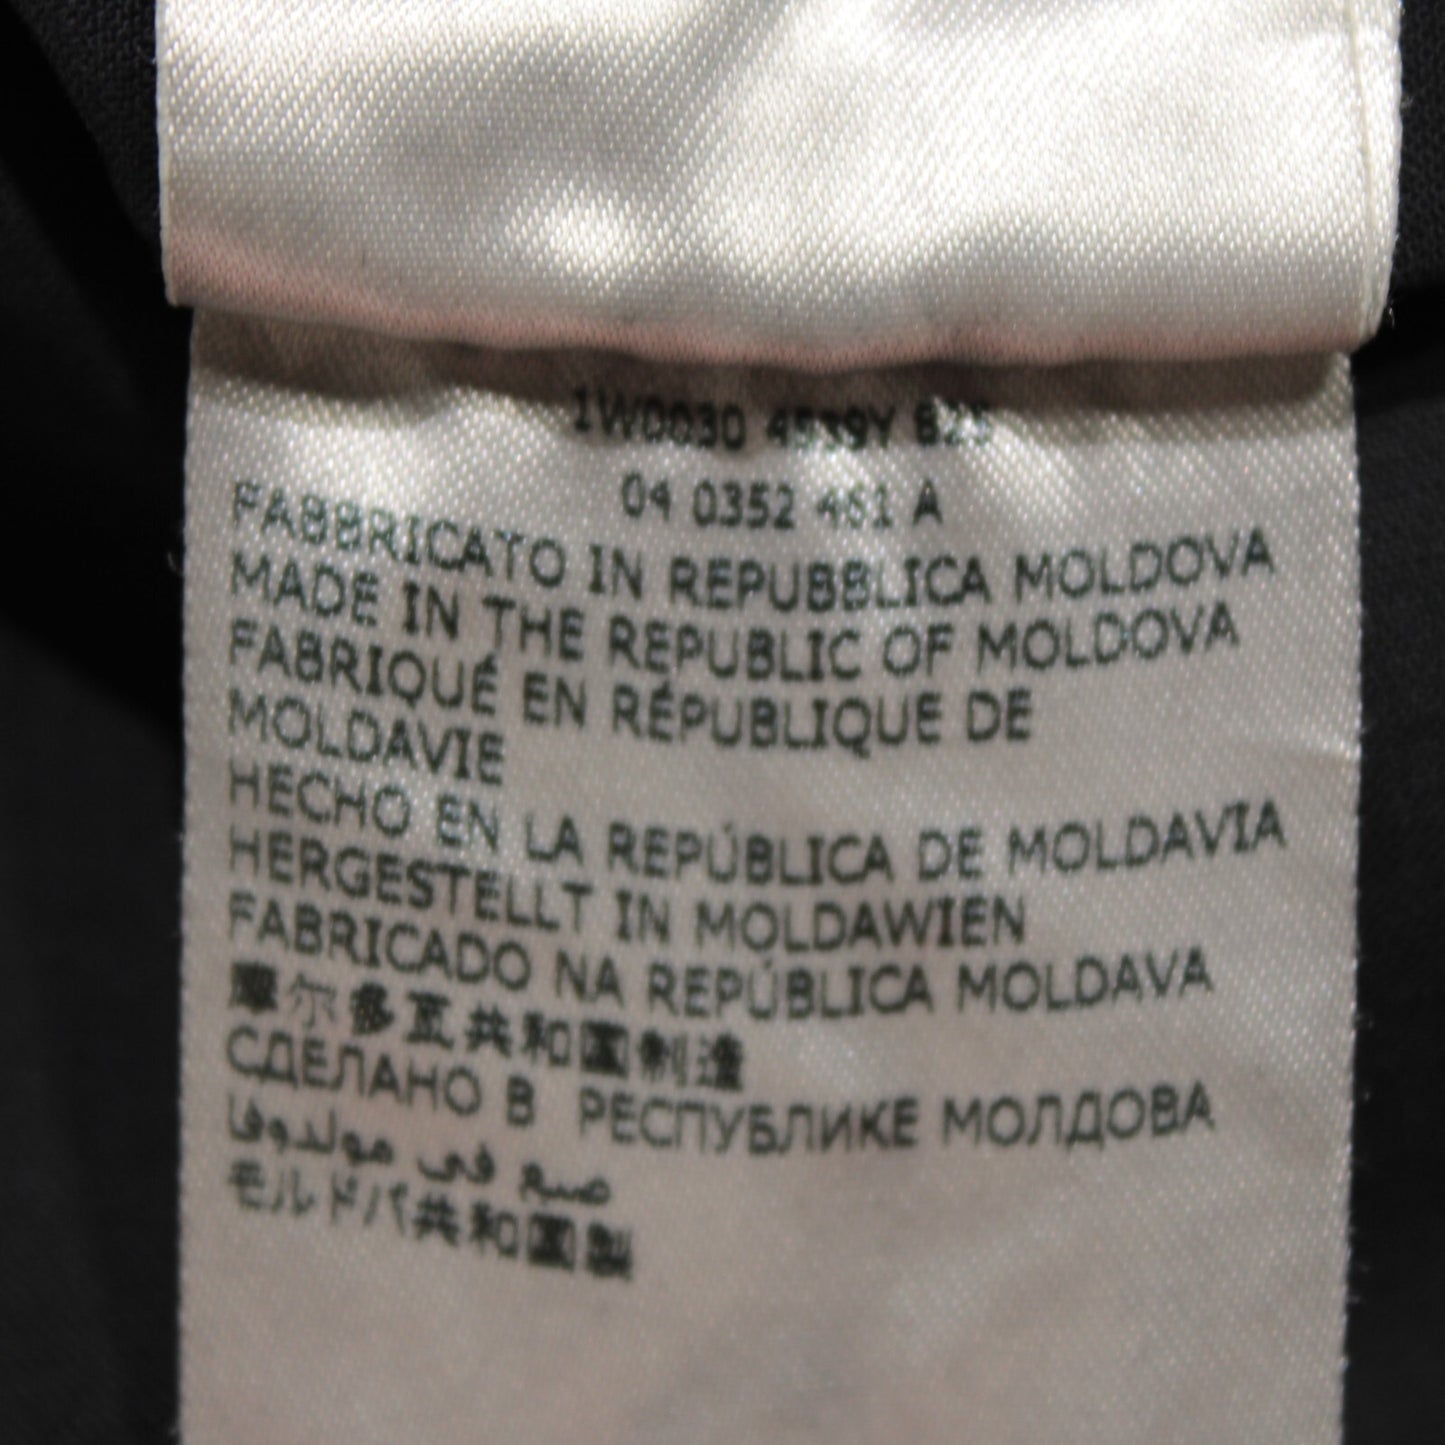 1W0030 4539Y B25
04 0352 461 A
FABBRICATO IN REPUBBLICA MOLDOVA
MADE IN THE REPUBLIC OF MOLDOVA
FABRIQUÉ EN RÉPUBLIQUE DE
MOLDAVIE
HECHO EN LA REPÚBLICA DE MOLDAVIA
HERGESTELLT IN MOLDAWIEN
FABRICADO NA REPÚBLICA MOLDAVA
摩尔多瓦共和国制造
СДЕЛАНО В РЕСПУБЛИКЕ МОЛДОВА
صنع في مولدوفا
モルドバ共和国製